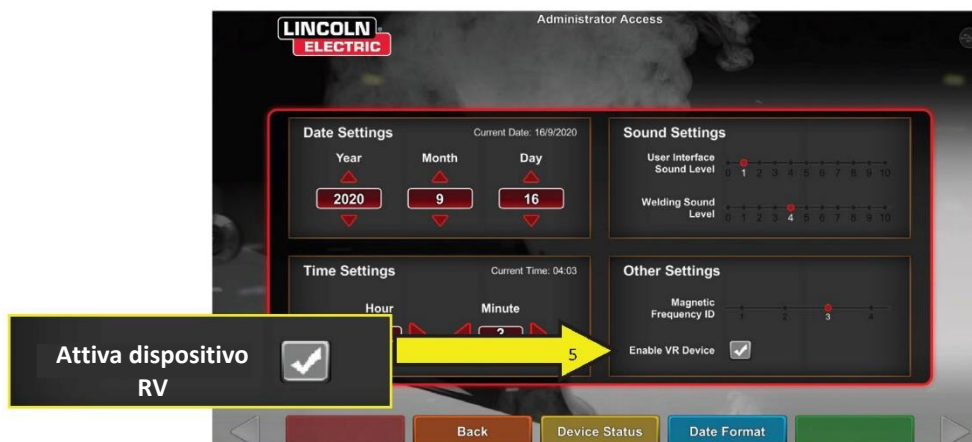 LINCOLN
ELECTRIC
Administrator Access
Date Settings
Current Date: 16/9/2020
Year Month Day
2020 9 16
Sound Settings
User Interface
Sound Level
0 1 2 3 4 5 6 7 8 9 10
Welding Sound
Level
0 1 2 3 4 5 6 7 8 9 10
Time Settings
Current Time: 04:03
Hour Minute
3
Other Settings
Magnetic
Frequency ID
1 2 3 4
Enable VR Device
Attiva dispositivo
RV
5
Back Device Status Date Format